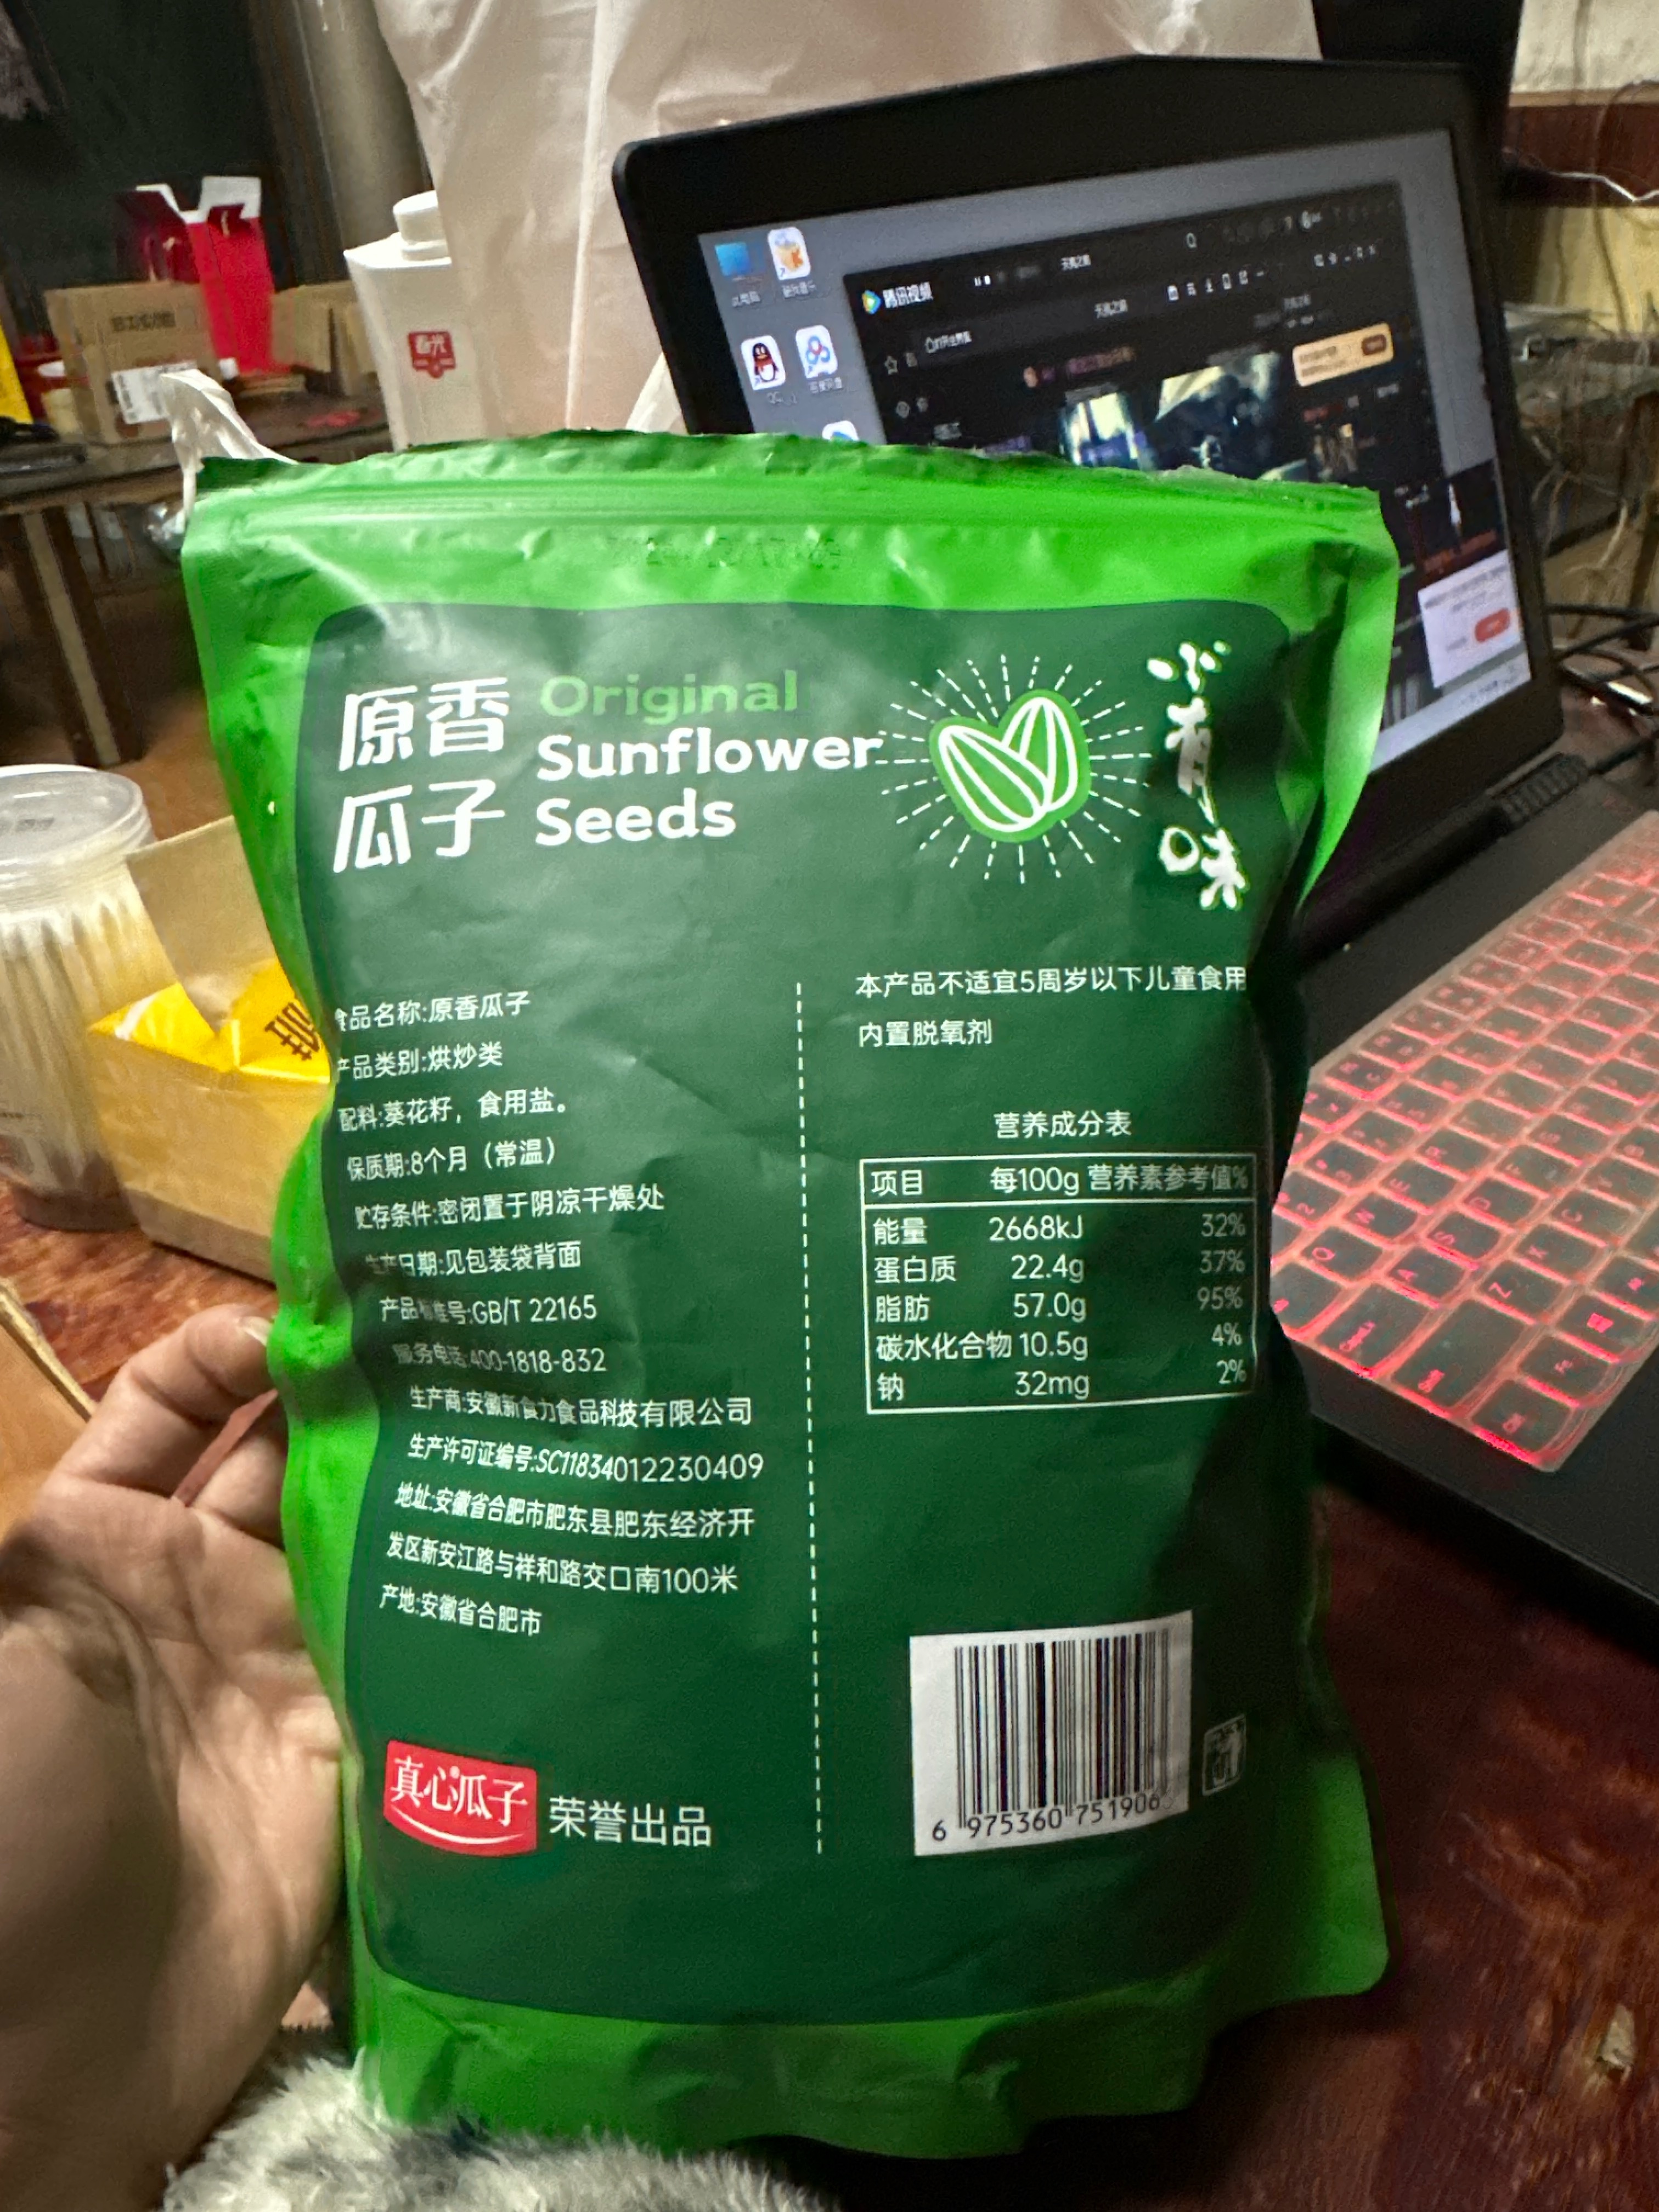 腾讯视频
春光
原香
瓜子
Original
Sunflower
Seeds
小有味
食品名称:原香瓜子
产品类别:烘炒类
配料:葵花籽，食用盐。
保质期:8个月（常温）
贮存条件:密闭置于阴凉干燥处
生产日期:见包装袋背面
产品标准号:GB/T 22165
服务电话:400-1818-832
生产商:安徽新食力食品科技有限公司
生产许可证编号:SC11834012230409
地址:安徽省合肥市肥东县肥东经济开
发区新安江路与祥和路交口南100米
产地:安徽省合肥市
真心瓜子
荣誉出品
本产品不适宜5周岁以下儿童食用
内置脱氧剂
营养成分表
项目 每100g 营养素参考值%
能量 2668kJ 32%
蛋白质 22.4g 37%
脂肪 57.0g 95%
碳水化合物 10.5g 4%
钠 32mg 2%
6 975360 751906